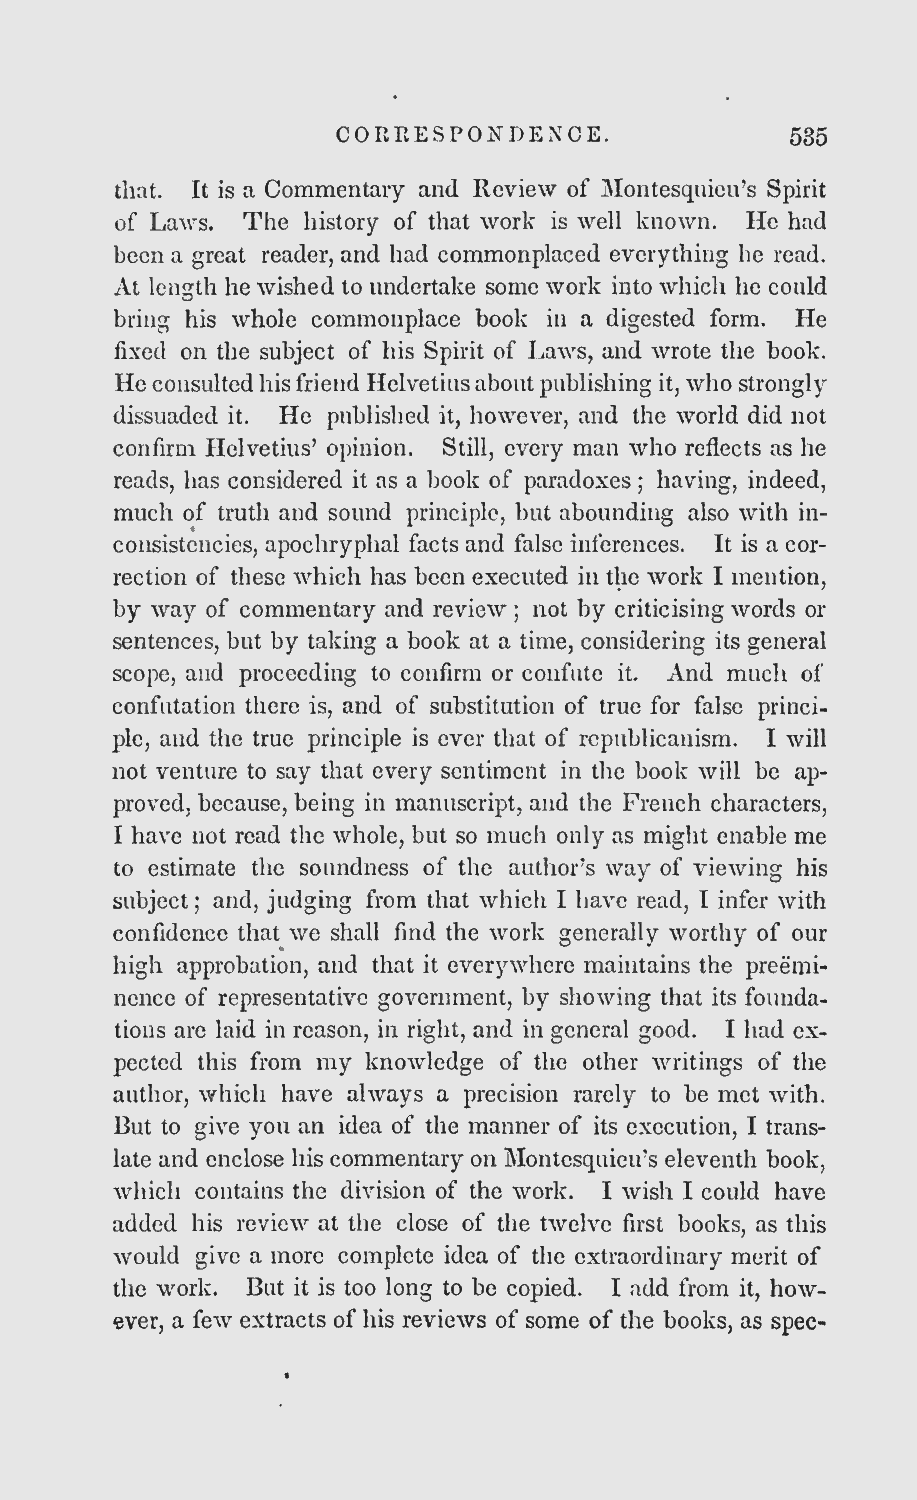 CORRESPONDENCE. 535
that. It is a Commentary and Review of Montesquieu's Spirit
of Laws. The history of that work is well known. He had
been a great reader, and had commonplaced everything he read.
At length he wished to undertake some work into which he could
bring his whole commonplace book in a digested form. He
fixed on the subject of his Spirit of Laws, and wrote the book.
He consulted his friend Helvetius about publishing it, who strongly
dissuaded it. He published it, however, and the world did not
confirm Helvetius' opinion. Still, every man who reflects as he
reads, has considered it as a book of paradoxes; having, indeed,
much of truth and sound principle, but abounding also with in-
consistencies, apochryphal facts and false inferences. It is a cor-
rection of these which has been executed in the work I mention,
by way of commentary and review; not by criticising words or
sentences, but by taking a book at a time, considering its general
scope, and proceeding to confirm or confute it. And much of
confutation there is, and of substitution of true for false princi-
ple, and the true principle is ever that of republicanism. I will
not venture to say that every sentiment in the book will be ap-
proved, because, being in manuscript, and the French characters,
I have not read the whole, but so much only as might enable me
to estimate the soundness of the author's way of viewing his
subject; and, judging from that which I have read, I infer with
confidence that we shall find the work generally worthy of our
high approbation, and that it everywhere maintains the preëmi-
nence of representative government, by showing that its founda-
tions are laid in reason, in right, and in general good. I had ex-
pected this from my knowledge of the other writings of the
author, which have always a precision rarely to be met with.
But to give you an idea of the manner of its execution, I trans-
late and enclose his commentary on Montesquieu's eleventh book,
which contains the division of the work. I wish I could have
added his review at the close of the twelve first books, as this
would give a more complete idea of the extraordinary merit of
the work. But it is too long to be copied. I add from it, how-
ever, a few extracts of his reviews of some of the books, as spec-